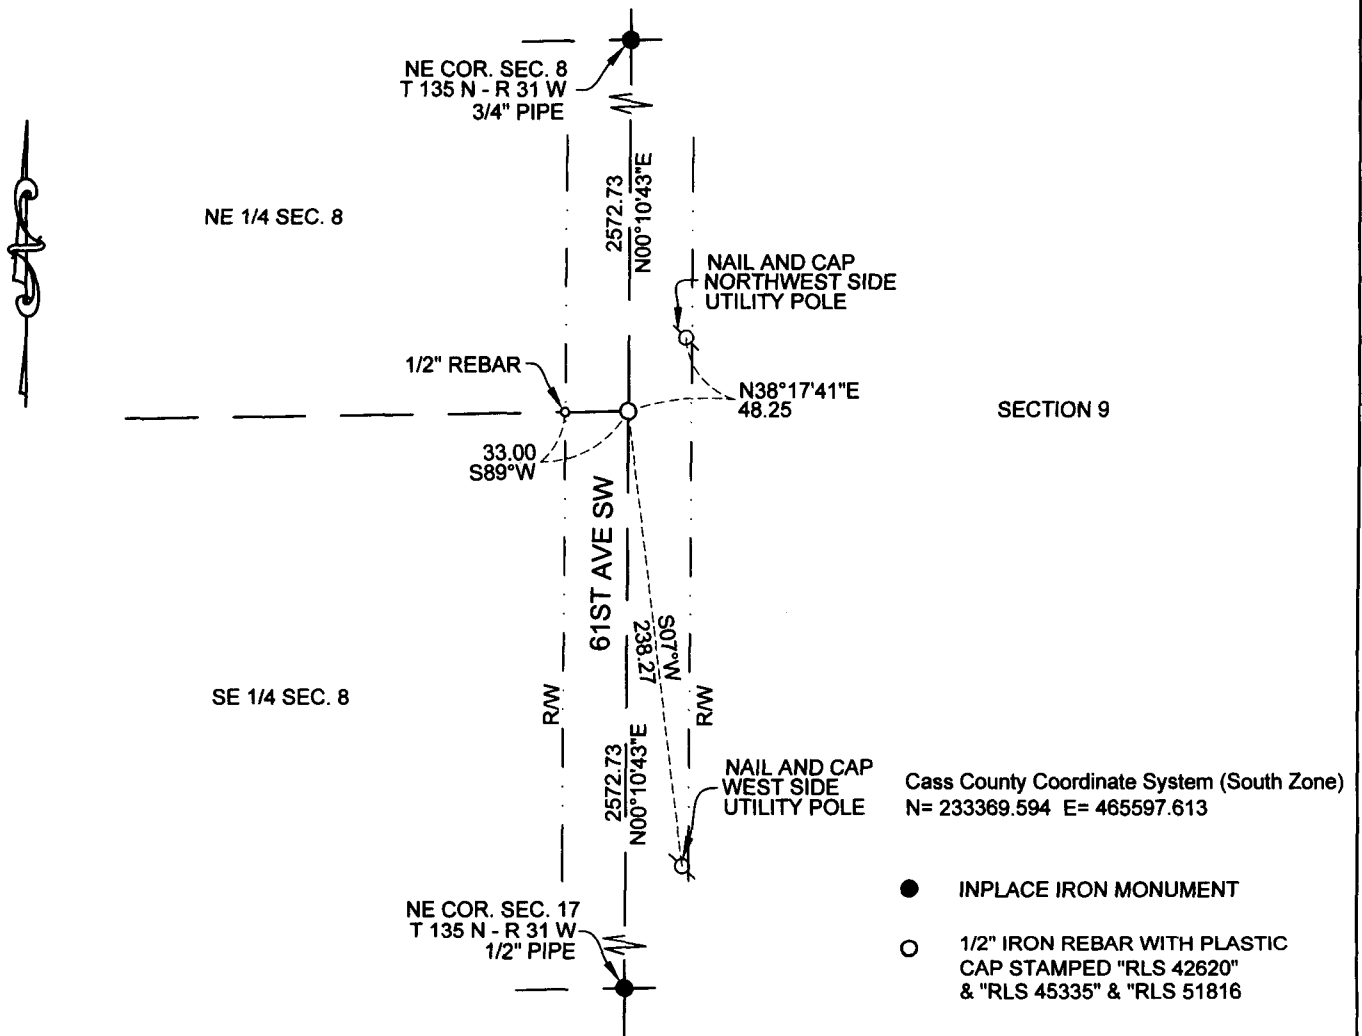 NE COR. SEC. 8
T 135 N - R 31 W
3/4" PIPE
2572.73
N00°10'43"E
NE 1/4 SEC. 8
NAIL AND CAP
NORTHWEST SIDE
UTILITY POLE
1/2" REBAR
N38°17'41"E
48.25
SECTION 9
33.00
S89°W
61ST AVE SW
S07°W
238.27
SE 1/4 SEC. 8
R/W
R/W
2572.73
N00°10'43"E
NAIL AND CAP
WEST SIDE
UTILITY POLE
Cass County Coordinate System (South Zone)
N= 233369.594 E= 465597.613
INPLACE IRON MONUMENT
NE COR. SEC. 17
T 135 N - R 31 W
1/2" PIPE
1/2" IRON REBAR WITH PLASTIC
CAP STAMPED "RLS 42620"
& "RLS 45335" & "RLS 51816